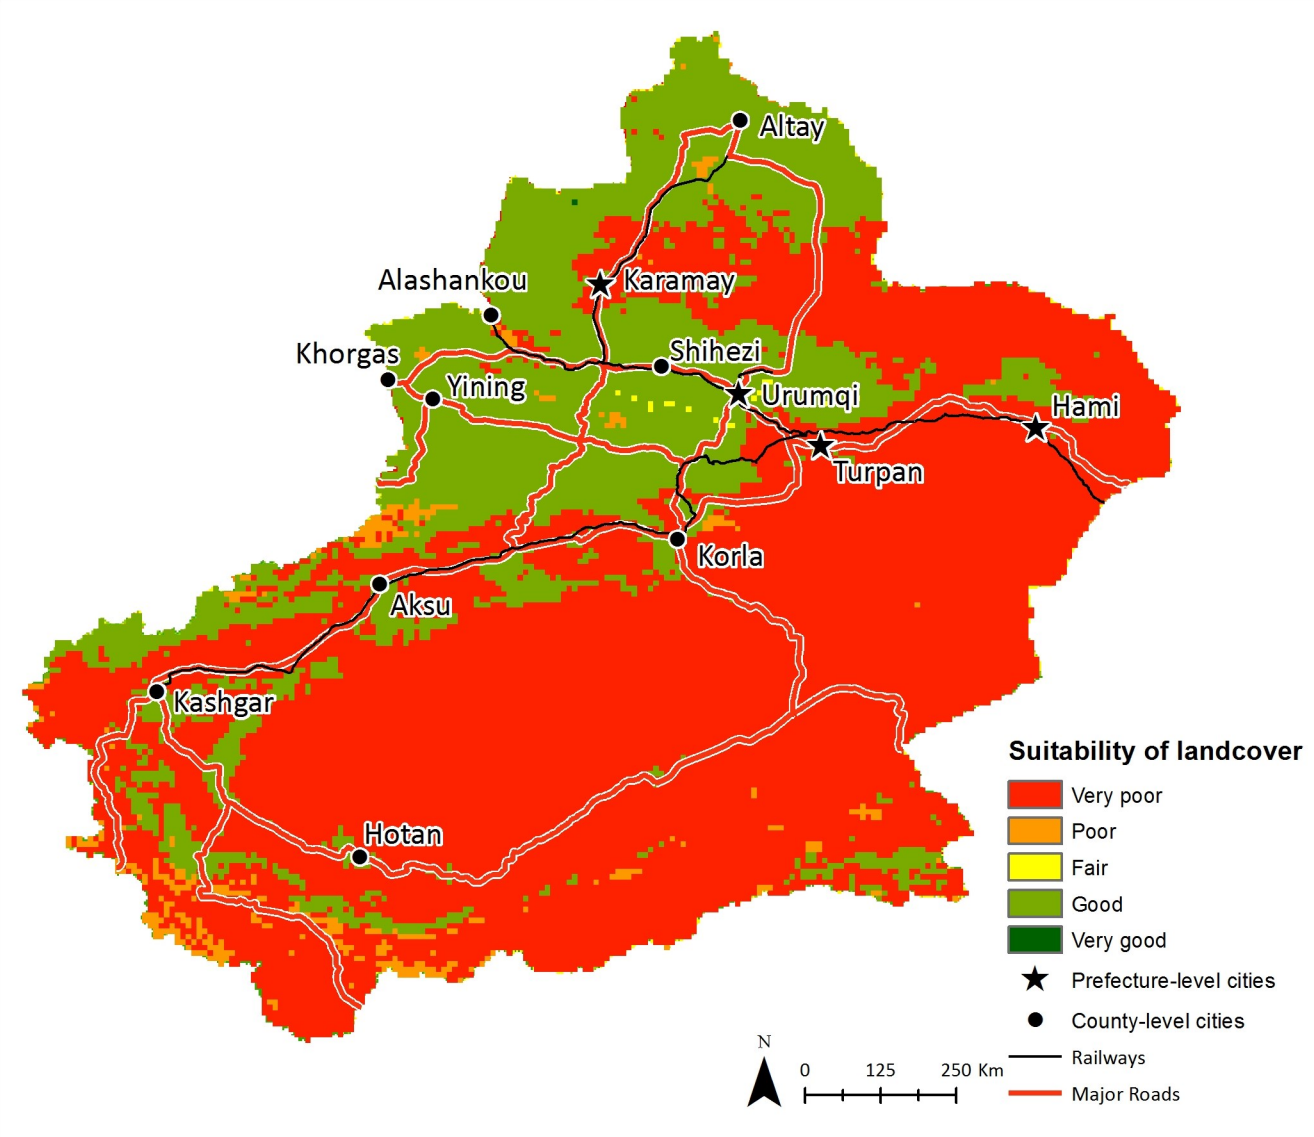 Altay
Alashankou
Karamay
Khorgas
Shihezi
Yining
Urumqi
Hami
Turpan
Korla
Aksu
Kashgar
Hotan
Suitability of landcover
Very poor
Poor
Fair
Good
Very good
Prefecture-level cities
County-level cities
Railways
Major Roads
N
0 125 250 Km